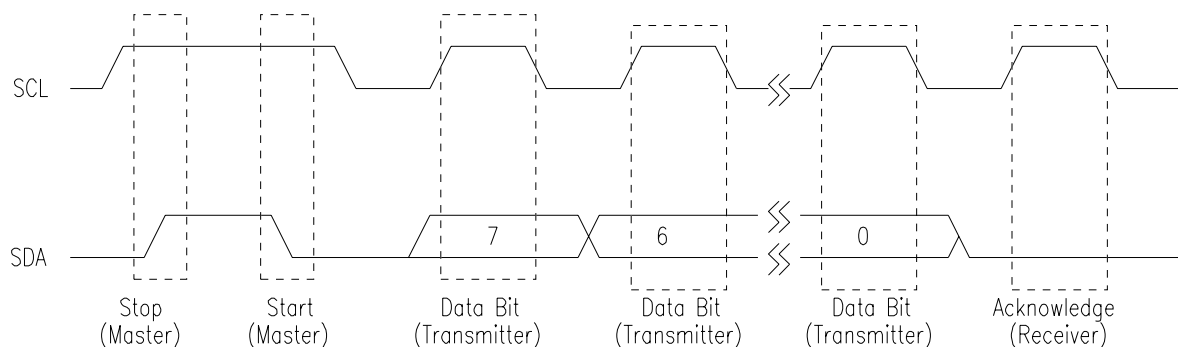 SCL
SDA
7
6
0
Stop
(Master)
Start
(Master)
Data Bit
(Transmitter)
Data Bit
(Transmitter)
Data Bit
(Transmitter)
Acknowledge
(Receiver)